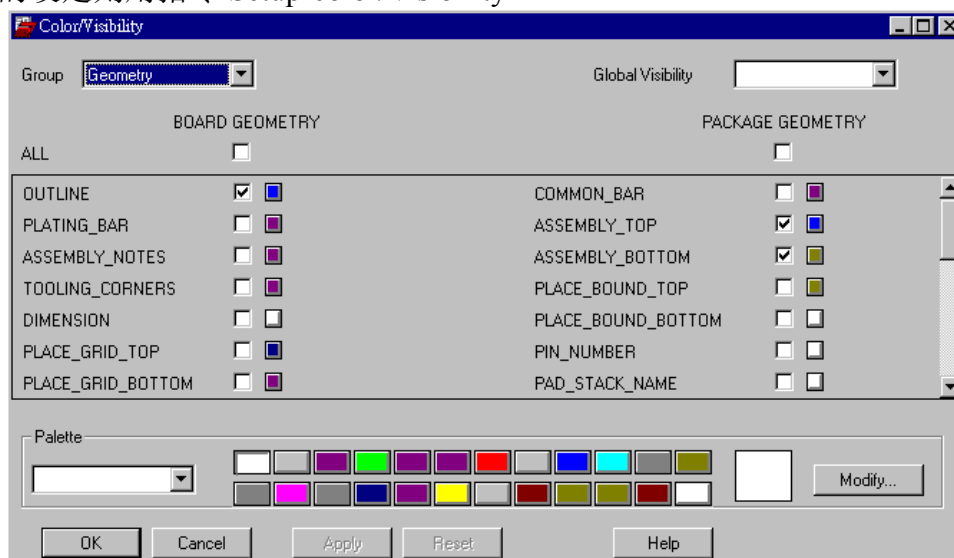 Color/Visibility
Group Geometry Global Visibility
BOARD GEOMETRY PACKAGE GEOMETRY
ALL
OUTLINE COMMON_BAR
PLATING_BAR ASSEMBLY_TOP
ASSEMBLY_NOTES ASSEMBLY_BOTTOM
TOOLING_CORNERS PLACE_BOUND_TOP
DIMENSION PLACE_BOUND_BOTTOM
PLACE_GRID_TOP PIN_NUMBER
PLACE_GRID_BOTTOM PAD_STACK_NAME
Palette
Modify...
OK Cancel Apply Reset Help